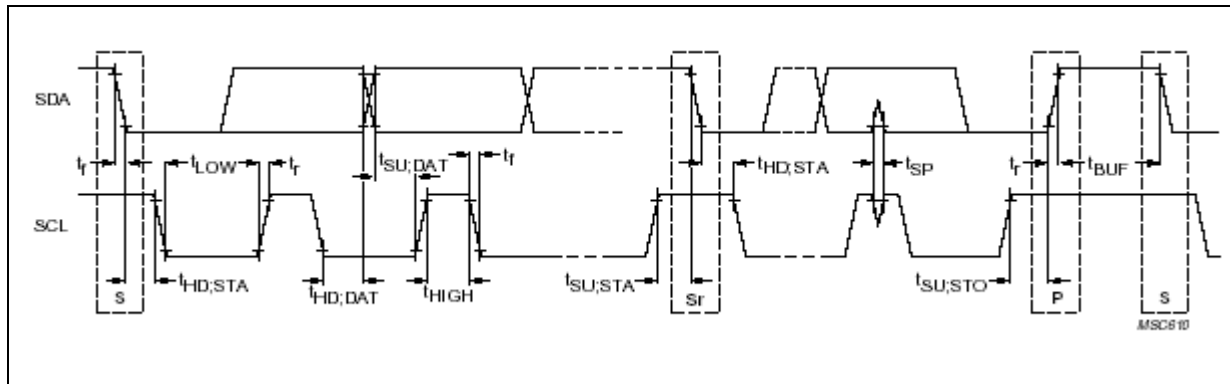 SDA
tr
tLOW
tr
tSU;DAT
tf
tHD;STA
tSP
tr
tBUF
SCL
tHD;STA
tHD;DAT
tHIGH
tSU;STA
tSU;STO
S
Sr
P
S
MSC610